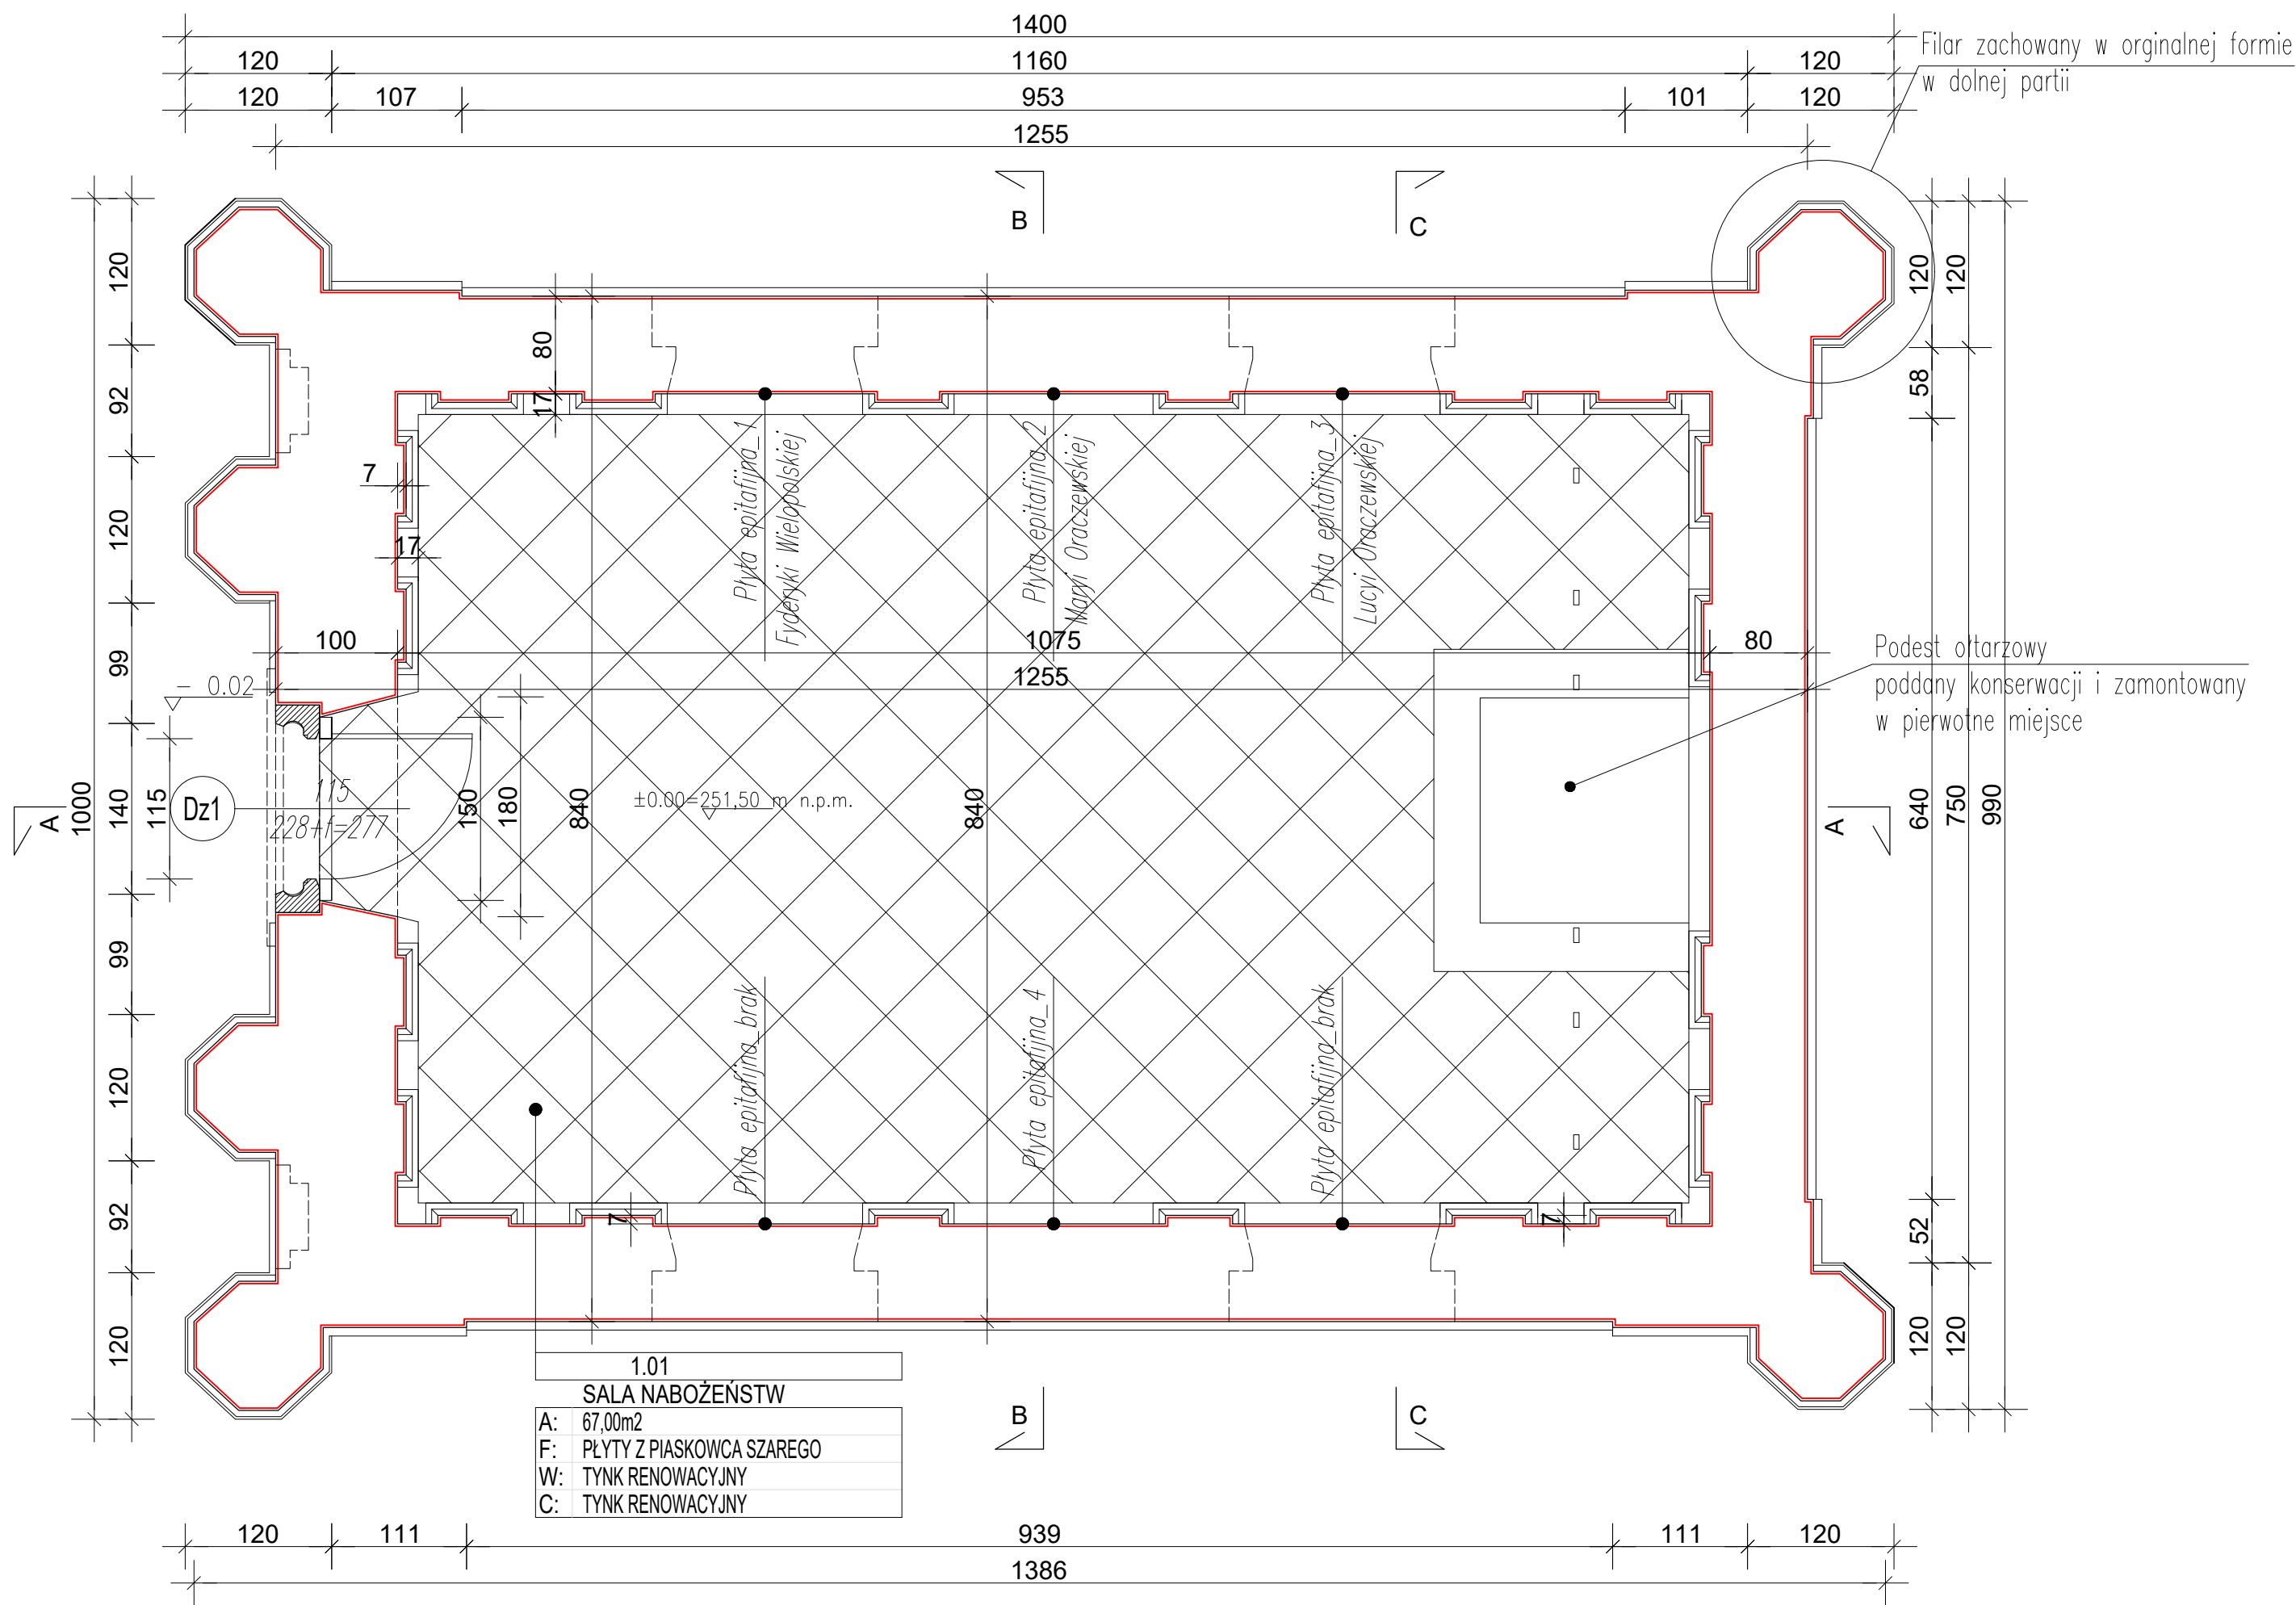 1400
120 1160 120
120 107 953 101 120
1255
Filar zachowany w orginalnej formie
w dolnej partii
B
C
120
92
120
99
140
99
120
92
120
1000
115
120
58
640
52
120
120
750
120
990
80
17
7
17
100
1075
80
1255
Płyta epitafijna_1
Fyderyki Wielopolskiej
Płyta epitafijna_2
Maryi Oraczewskiej
Płyta epitafijna_3
Lucyi Oraczewskiej
Podest ołtarzowy
poddany konserwacji i zamontowany
w pierwotne miejsce
- 0.02
A
Dz1
115
228+f=277
150
180
840
±0.00=251,50 m n.p.m.
840
A
Płyta epitafijna_brak
Płyta epitafijna_4
Płyta epitafijna_brak
7
7
1.01
SALA NABOŻEŃSTW
A: 67,00m2
F: PŁYTY Z PIASKOWCA SZAREGO
W: TYNK RENOWACYJNY
C: TYNK RENOWACYJNY
B
C
120 111 939 111 120
1386